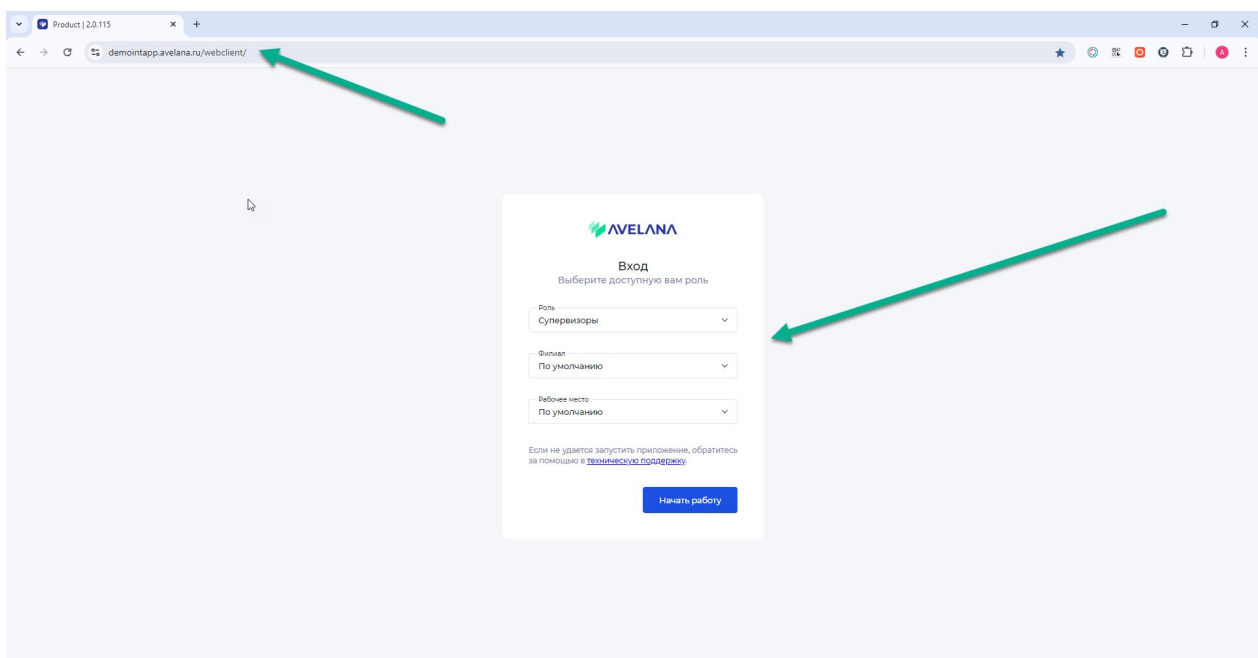 Product | 2.0.115
demointapp.avelana.ru/webclient/
AVELANA
Вход
Выберите доступную вам роль
Роль
Супервизоры
Филиал
По умолчанию
Рабочее место
По умолчанию
Если не удается запустить приложение, обратитесь
за помощью в техническую поддержку.
Начать работу